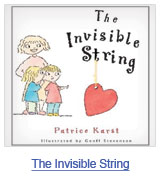 The
Invisible
String
Patrice Karst
Illustrated by Geoff Stevenson
The Invisible String